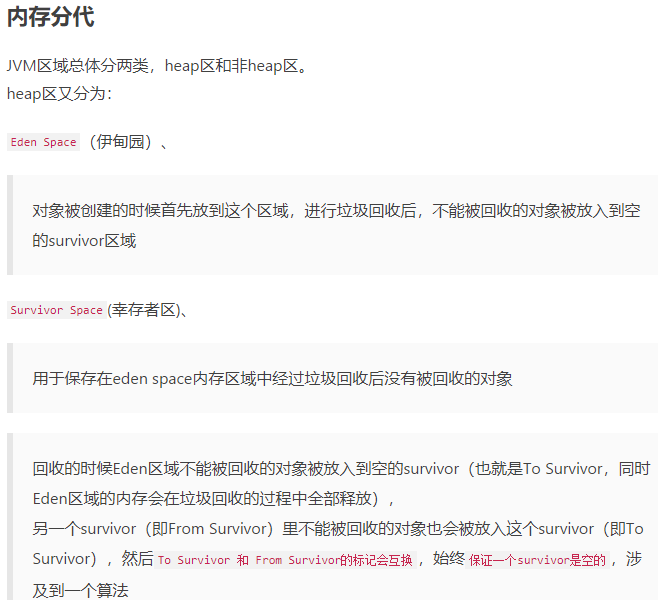 内存分代
JVM区域总体分两类，heap区和非heap区。
heap区又分为：
Eden Space （伊甸园）、
对象被创建的时候首先放到这个区域，进行垃圾回收后，不能被回收的对象被放入到空
的survivor区域
Survivor Space(幸存者区)、
用于保存在eden space内存区域中经过垃圾回收后没有被回收的对象
回收的时候Eden区域不能被回收的对象被放入到空的survivor（也就是To Survivor，同时
Eden区域的内存会在垃圾回收的过程中全部释放），
另一个survivor（即From Survivor）里不能被回收的对象也会被放入这个survivor（即To
Survivor），然后 To Survivor 和 From Survivor的标记会互换，始终 保证一个survivor是空的，涉
及到一个算法